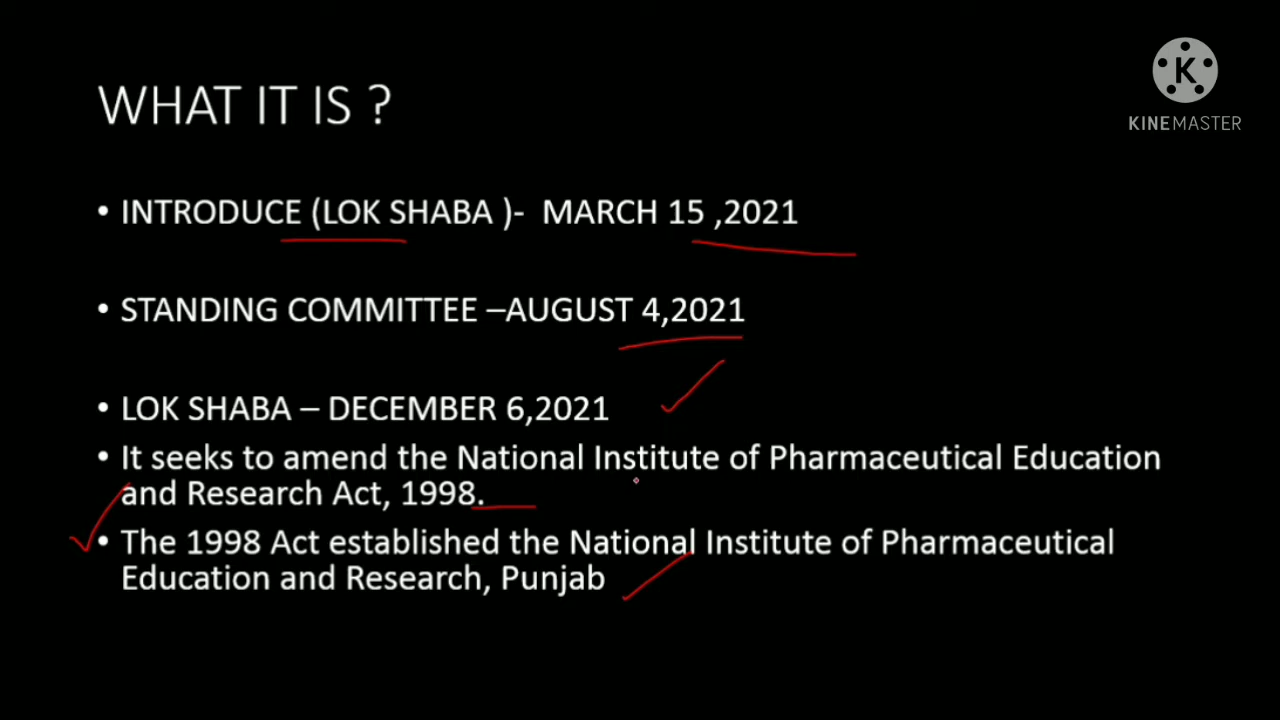 K
KINEMASTER
WHAT IT IS ?
• INTRODUCE (LOK SHABA )- MARCH 15 ,2021
• STANDING COMMITTEE –AUGUST 4,2021
• LOK SHABA – DECEMBER 6,2021
• It seeks to amend the National Institute of Pharmaceutical Education
and Research Act, 1998.
• The 1998 Act established the National Institute of Pharmaceutical
Education and Research, Punjab